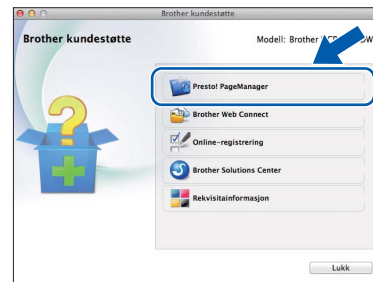 Brother kundestøtte
Brother kundestøtte
Modell: Brother
Presto! PageManager
Brother Web Connect
Online-registrering
Brother Solutions Center
Rekvisitainformasjon
Lukk